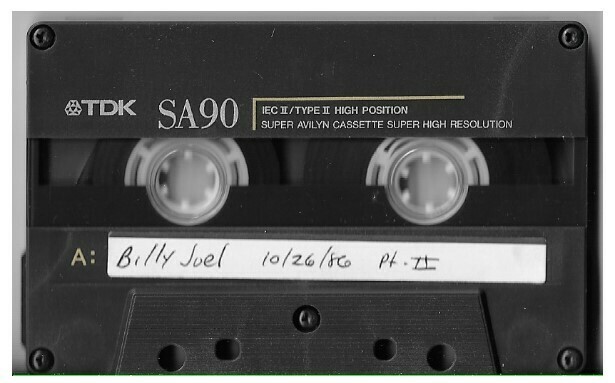 TDK SA90 IEC II/TYPE II HIGH POSITION
SUPER AVILYN CASSETTE SUPER HIGH RESOLUTION
A: Billy Joel 10/26/86 Pt. II